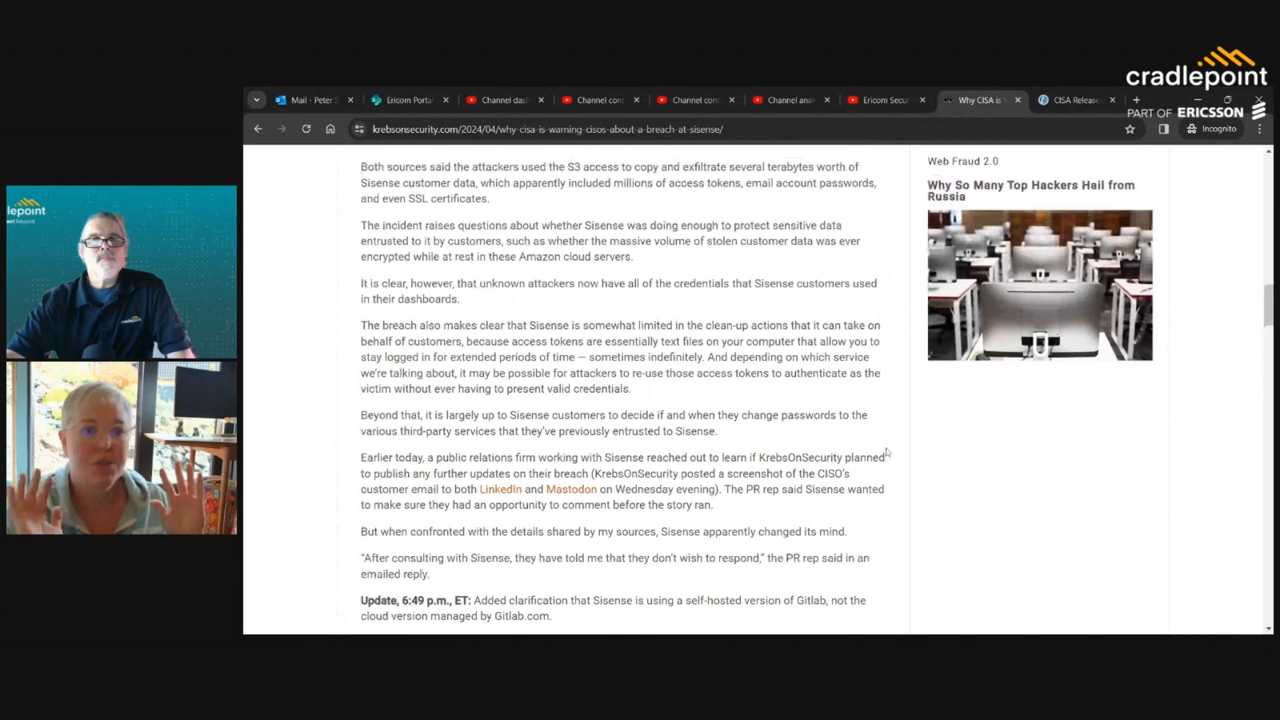 cradlepoint
PART OF ERICSSON
Mail - Peter S
Ericom Portal
Channel das
Channel con
Channel con
Channel ana
Ericom Secur
Why CISA is
CISA Release
krebsonsecurity.com/2024/04/why-cisa-is-warning-cisos-about-a-breach-at-sisense/
Incognito
Both sources said the attackers used the S3 access to copy and exfiltrate several terabytes worth of
Sisense customer data, which apparently included millions of access tokens, email account passwords,
and even SSL certificates.
The incident raises questions about whether Sisense was doing enough to protect sensitive data
entrusted to it by customers, such as whether the massive volume of stolen customer data was ever
encrypted while at rest in these Amazon cloud servers.
It is clear, however, that unknown attackers now have all of the credentials that Sisense customers used
in their dashboards.
The breach also makes clear that Sisense is somewhat limited in the clean-up actions that it can take on
behalf of customers, because access tokens are essentially text files on your computer that allow you to
stay logged in for extended periods of time — sometimes indefinitely. And depending on which service
we're talking about, it may be possible for attackers to re-use those access tokens to authenticate as the
victim without ever having to present valid credentials.
Beyond that, it is largely up to Sisense customers to decide if and when they change passwords to the
various third-party services that they've previously entrusted to Sisense.
Earlier today, a public relations firm working with Sisense reached out to learn if KrebsOnSecurity planned
to publish any further updates on their breach (KrebsOnSecurity posted a screenshot of the CISO's
customer email to both LinkedIn and Mastodon on Wednesday evening). The PR rep said Sisense wanted
to make sure they had an opportunity to comment before the story ran.
But when confronted with the details shared by my sources, Sisense apparently changed its mind.
“After consulting with Sisense, they have told me that they don't wish to respond,” the PR rep said in an
emailed reply.
Update, 6:49 p.m., ET: Added clarification that Sisense is using a self-hosted version of Gitlab, not the
cloud version managed by Gitlab.com.
Web Fraud 2.0
Why So Many Top Hackers Hail from
Russia
dlepoint
cradlepoint